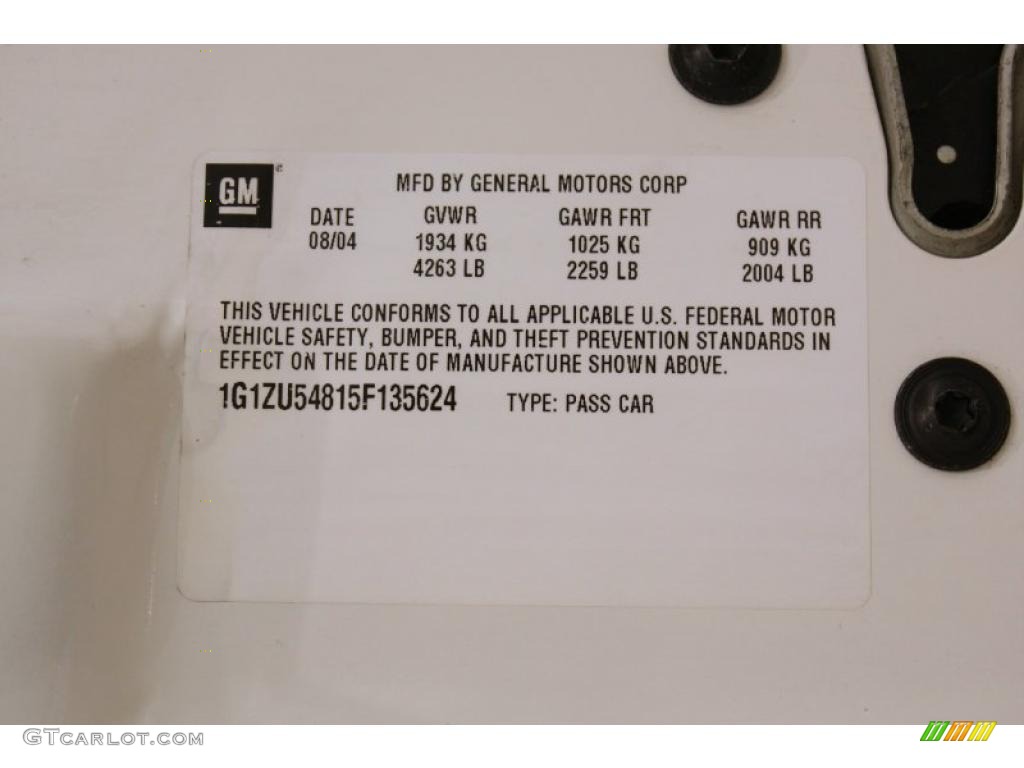 GM ®
MFD BY GENERAL MOTORS CORP
DATE GVWR GAWR FRT GAWR RR
08/04 1934 KG 1025 KG 909 KG
4263 LB 2259 LB 2004 LB
THIS VEHICLE CONFORMS TO ALL APPLICABLE U.S. FEDERAL MOTOR
VEHICLE SAFETY, BUMPER, AND THEFT PREVENTION STANDARDS IN
EFFECT ON THE DATE OF MANUFACTURE SHOWN ABOVE.
1G1ZU54815F135624 TYPE: PASS CAR
GTCARLOT.COM